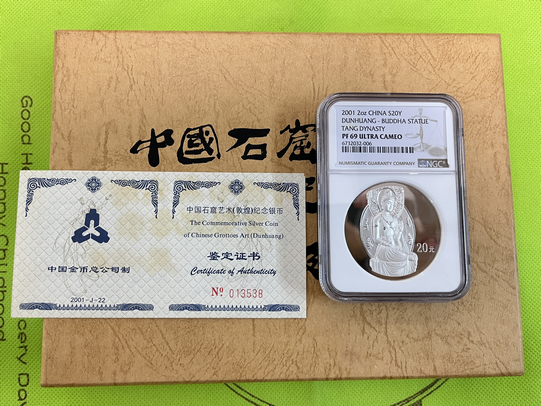 Good H
cery Day
Happy Childhood
中國石窟
中国金币总公司制
2001-J-22
中国石窟艺术(敦煌)纪念银币
The Commemorative Silver Coin
of Chinese Grottoes Art (Dunhuang)
鉴定证书
Certificate of Authenticity
Nº 013538
2001 2oz CHINA S20Y
DUNHUANG - BUDDHA STATUE
TANG DYNASTY
PF 69 ULTRA CAMEO
6732032-006
NUMISMATIC GUARANTY COMPANY
NGC
20元